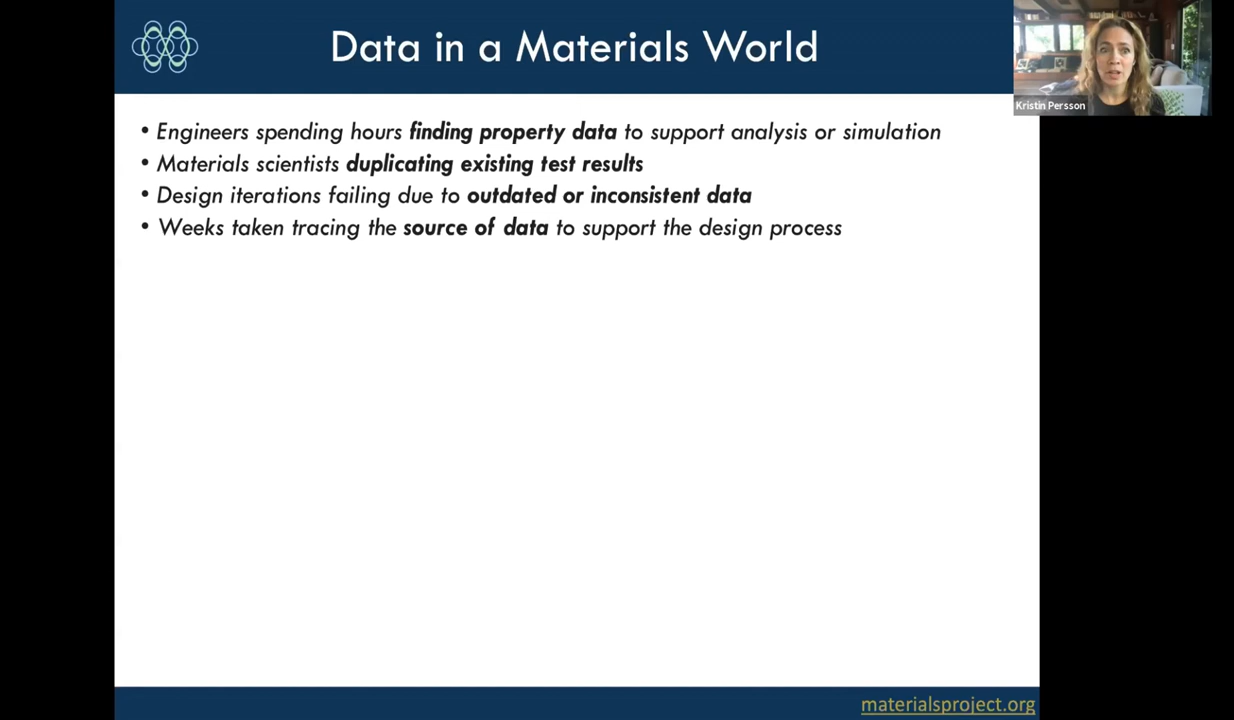 Data in a Materials World
Kristin Persson
• Engineers spending hours finding property data to support analysis or simulation
• Materials scientists duplicating existing test results
• Design iterations failing due to outdated or inconsistent data
• Weeks taken tracing the source of data to support the design process
materialsproject.org